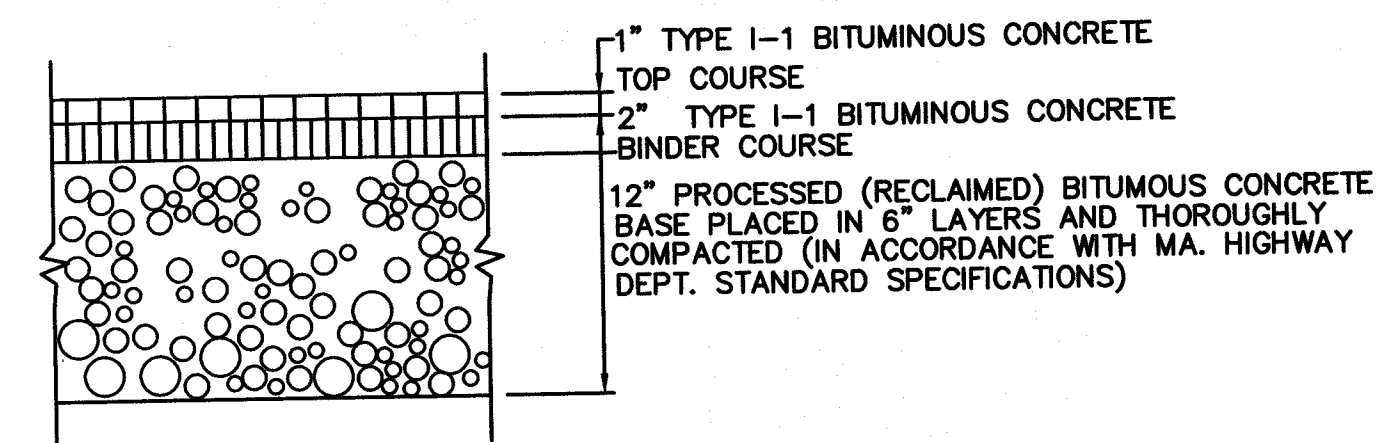 1" TYPE I-1 BITUMINOUS CONCRETE
TOP COURSE
2" TYPE I-1 BITUMINOUS CONCRETE
BINDER COURSE
12" PROCESSED (RECLAIMED) BITUMOUS CONCRETE
BASE PLACED IN 6" LAYERS AND THOROUGHLY
COMPACTED (IN ACCORDANCE WITH MA. HIGHWAY
DEPT. STANDARD SPECIFICATIONS)